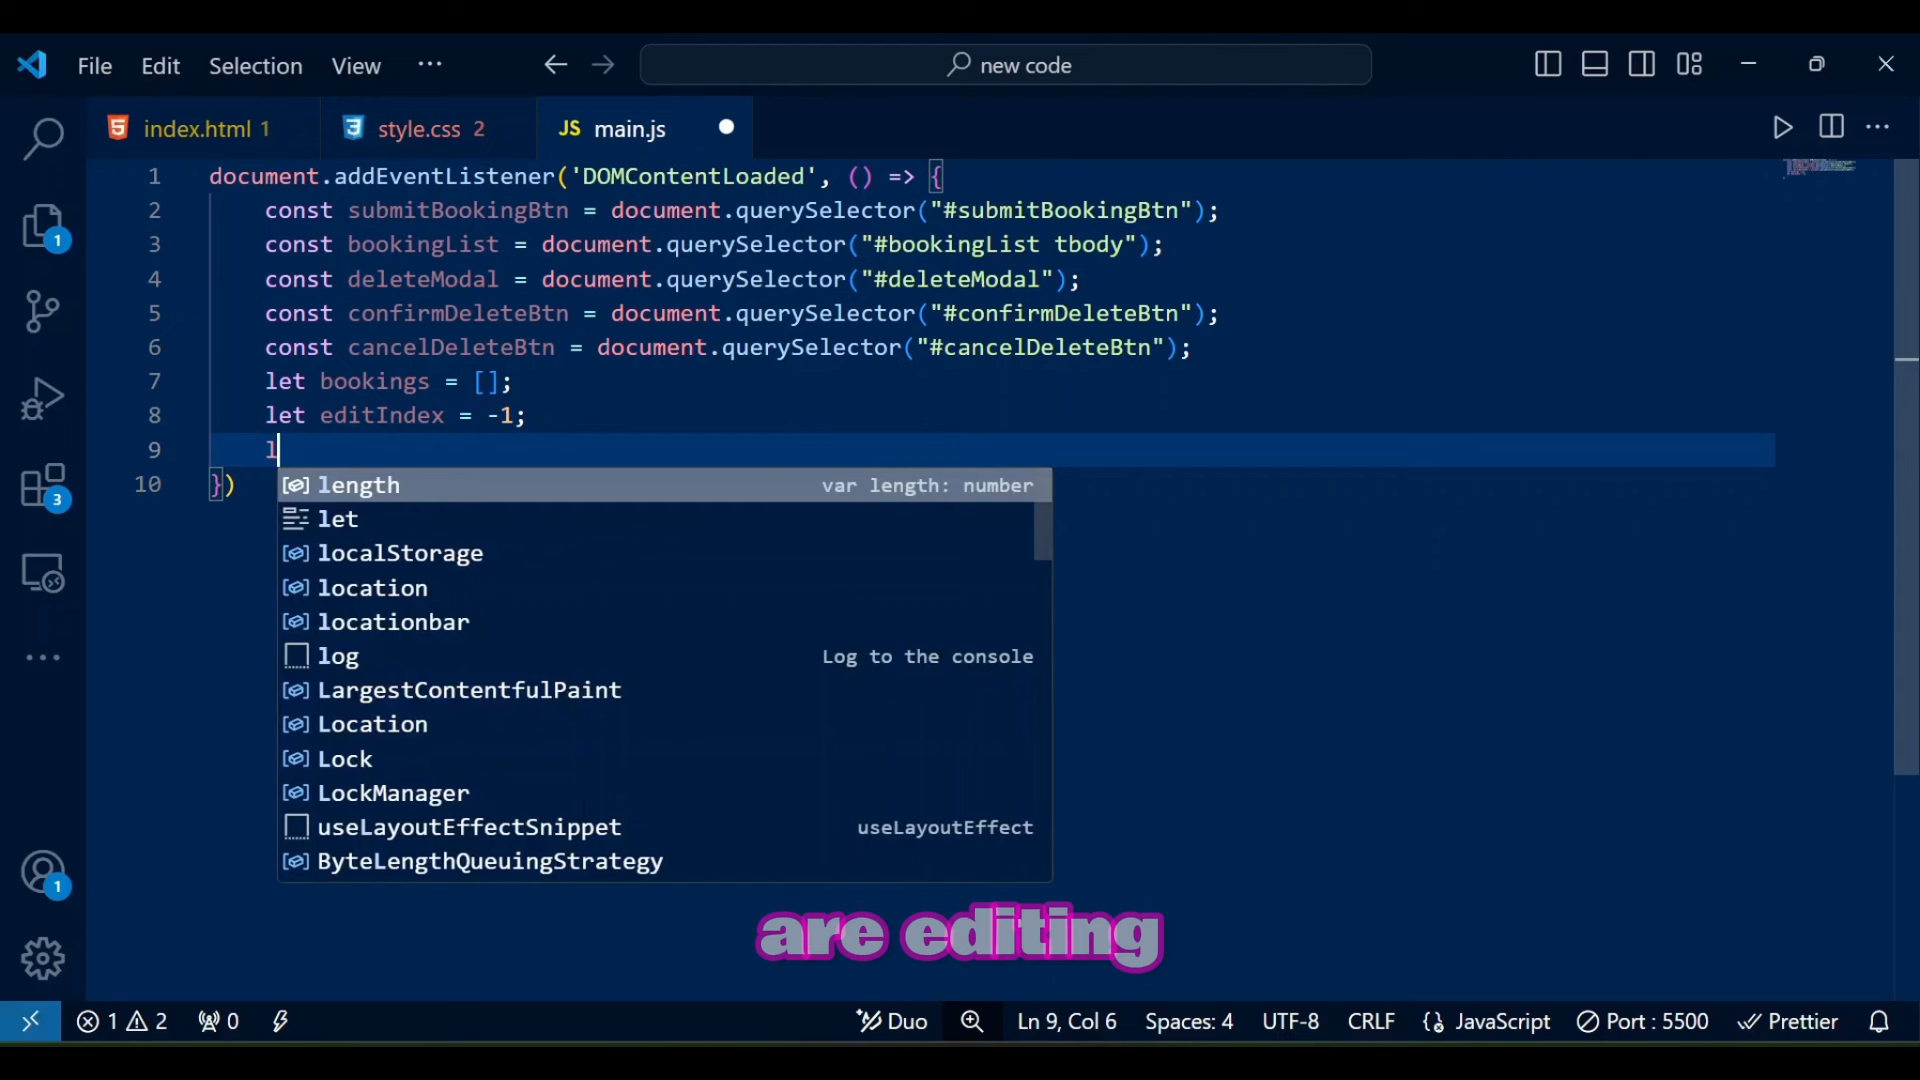 File Edit Selection View ··· new code
index.html 1 style.css 2 JS main.js
1 document.addEventListener('DOMContentLoaded', () => {
2 const submitBookingBtn = document.querySelector("#submitBookingBtn");
3 const bookingList = document.querySelector("#bookingList tbody");
4 const deleteModal = document.querySelector("#deleteModal");
5 const confirmDeleteBtn = document.querySelector("#confirmDeleteBtn");
6 const cancelDeleteBtn = document.querySelector("#cancelDeleteBtn");
7 let bookings = [];
8 let editIndex = -1;
9 l
10 })
length var length: number
let
localStorage
location
locationbar
log Log to the console
LargestContentfulPaint
Location
Lock
LockManager
useLayoutEffectSnippet useLayoutEffect
ByteLengthQueuingStrategy
1
3
1
are editing
1 2 0 Duo Ln 9, Col 6 Spaces: 4 UTF-8 CRLF {} JavaScript Port : 5500 Prettier